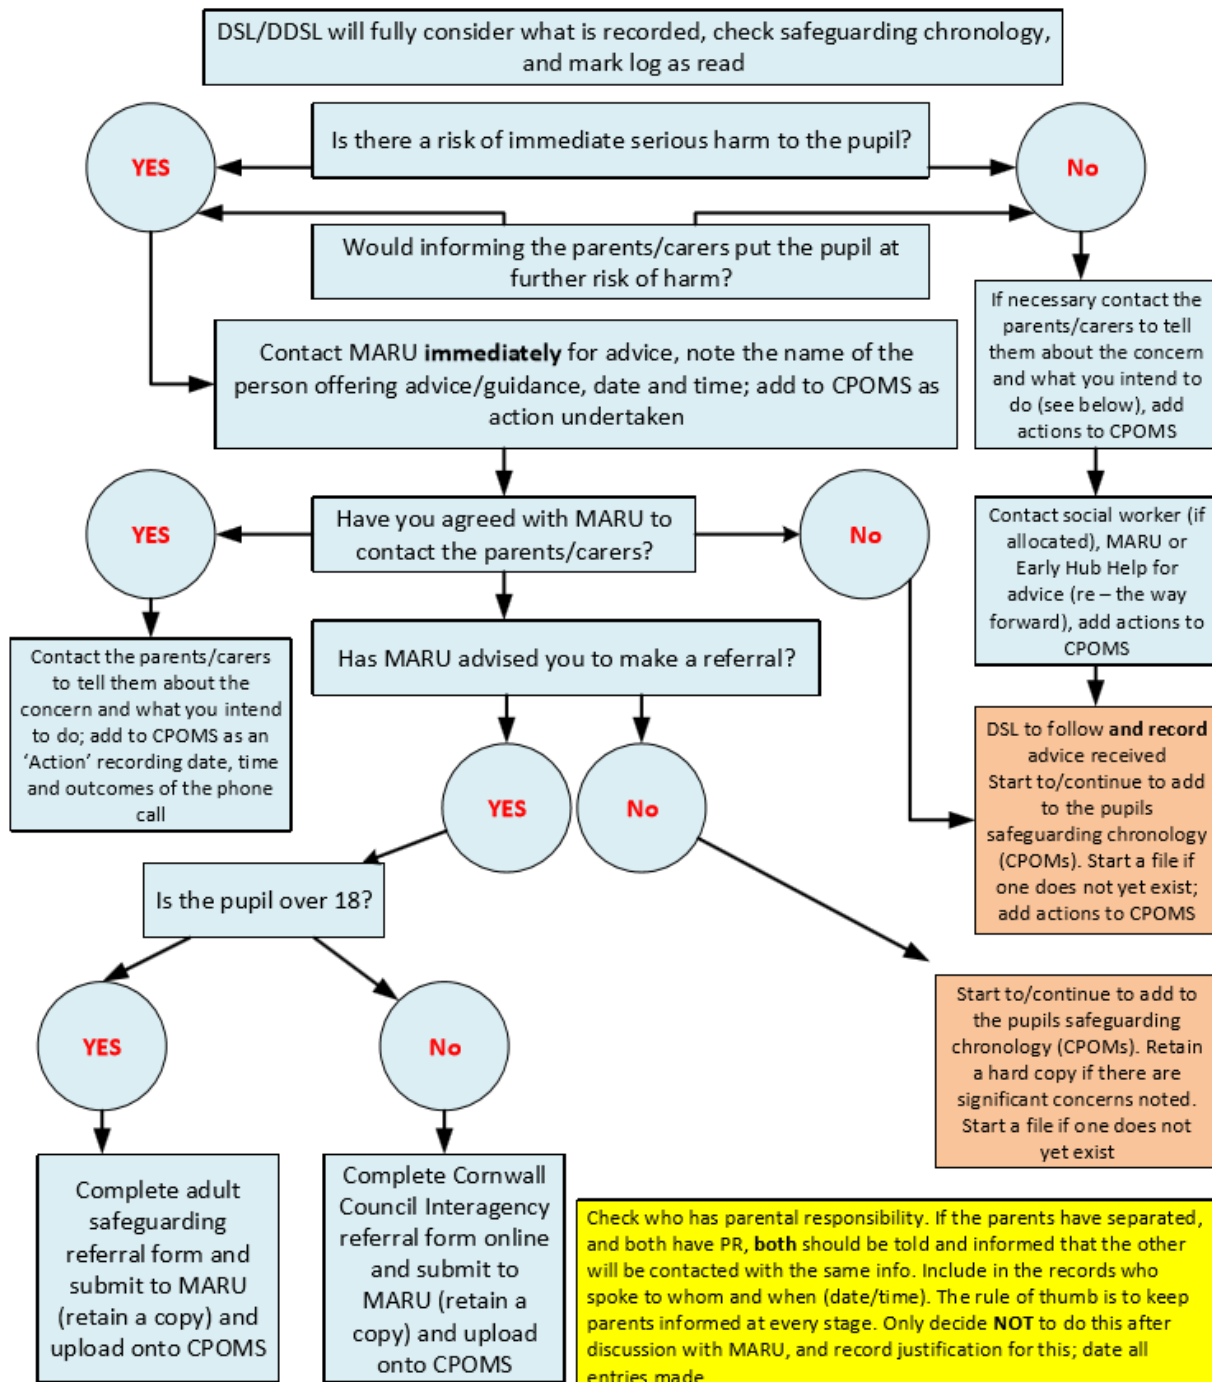 DSL/DDSL will fully consider what is recorded, check safeguarding chronology,
and mark log as read
YES
Is there a risk of immediate serious harm to the pupil?
No
Would informing the parents/carers put the pupil at
further risk of harm?
If necessary contact the
parents/carers to tell
them about the concern
and what you intend to
do (see below), add
actions to CPOMS
Contact MARU immediately for advice, note the name of the
person offering advice/guidance, date and time; add to CPOMS as
action undertaken
YES
Have you agreed with MARU to
contact the parents/carers?
No
Contact social worker (if
allocated), MARU or
Early Hub Help for
advice (re – the way
forward), add actions to
CPOMS
Contact the parents/carers
to tell them about the
concern and what you intend
to do; add to CPOMS as an
‘Action’ recording date, time
and outcomes of the phone
call
Has MARU advised you to make a referral?
DSL to follow and record
advice received
Start to/continue to add
to the pupils
safeguarding chronology
(CPOMs). Start a file if
one does not yet exist;
add actions to CPOMS
YES
No
Is the pupil over 18?
Start to/continue to add to
the pupils safeguarding
chronology (CPOMs). Retain
a hard copy if there are
significant concerns noted.
Start a file if one does not
yet exist
YES
No
Complete adult
safeguarding
referral form and
submit to MARU
(retain a copy) and
upload onto CPOMS
Complete Cornwall
Council Interagency
referral form online
and submit to
MARU (retain a
copy) and upload
onto CPOMS
Check who has parental responsibility. If the parents have separated,
and both have PR, both should be told and informed that the other
will be contacted with the same info. Include in the records who
spoke to whom and when (date/time). The rule of thumb is to keep
parents informed at every stage. Only decide NOT to do this after
discussion with MARU, and record justification for this; date all
entries made